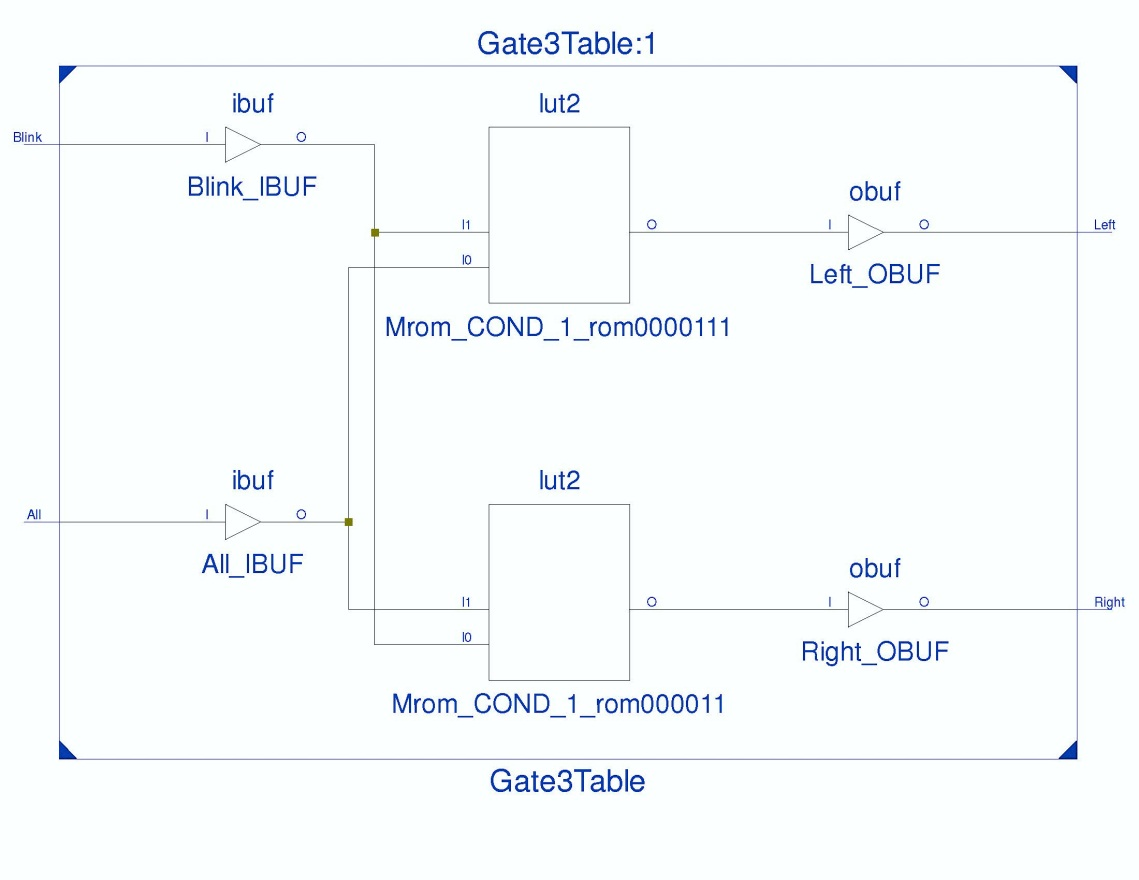 Gate3Table:1
ibuf
lut2
Blink
I
O
Blink_IBUF
I1
I0
O
obuf
I
O
Left
Left_OBUF
Mrom_COND_1_rom0000111
ibuf
lut2
All
I
O
All_IBUF
I1
I0
O
obuf
I
O
Right
Right_OBUF
Mrom_COND_1_rom000011
Gate3Table